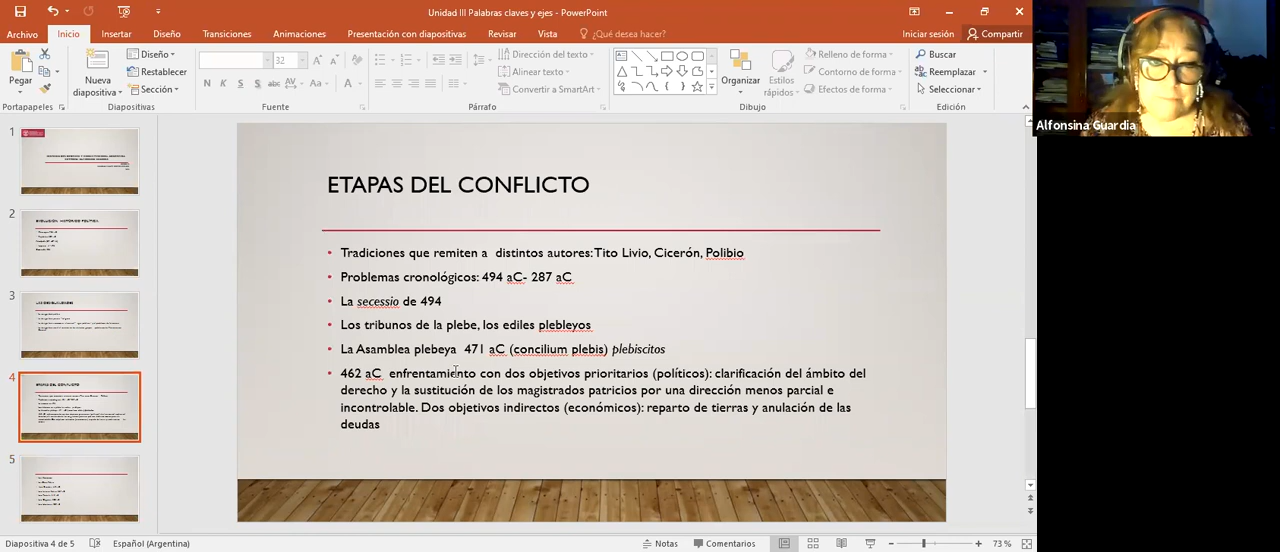 Unidad III Palabras claves y ejes - PowerPoint
Archivo Inicio Insertar Diseño Transiciones Animaciones Presentación con diapositivas Revisar Vista ¿Qué desea hacer? Iniciar sesión Compartir
Pegar
Nueva diapositiva
Diseño
Restablecer
Sección
32
N K S
Dirección del texto
Alinear texto
Convertir a SmartArt
Organizar
Estilos rápidos
Relleno de forma
Contorno de forma
Efectos de forma
Buscar
Reemplazar
Seleccionar
Portapapeles Diapositivas Fuente Párrafo Dibujo Edición
Alfonsina Guardia
1
2
3
4
5
ETAPAS DEL CONFLICTO
• Tradiciones que remiten a distintos autores: Tito Livio, Cicerón, Polibio
• Problemas cronológicos: 494 aC- 287 aC
• La secessio de 494
• Los tribunos de la plebe, los ediles plebleyos
• La Asamblea plebeya 471 aC (concilium plebis) plebiscitos
• 462 aC enfrentamiento con dos objetivos prioritarios (políticos): clarificación del ámbito del
derecho y la sustitución de los magistrados patricios por una dirección menos parcial e
incontrolable. Dos objetivos indirectos (económicos): reparto de tierras y anulación de las
deudas
Diapositiva 4 de 5 Español (Argentina) Notas Comentarios 73 %